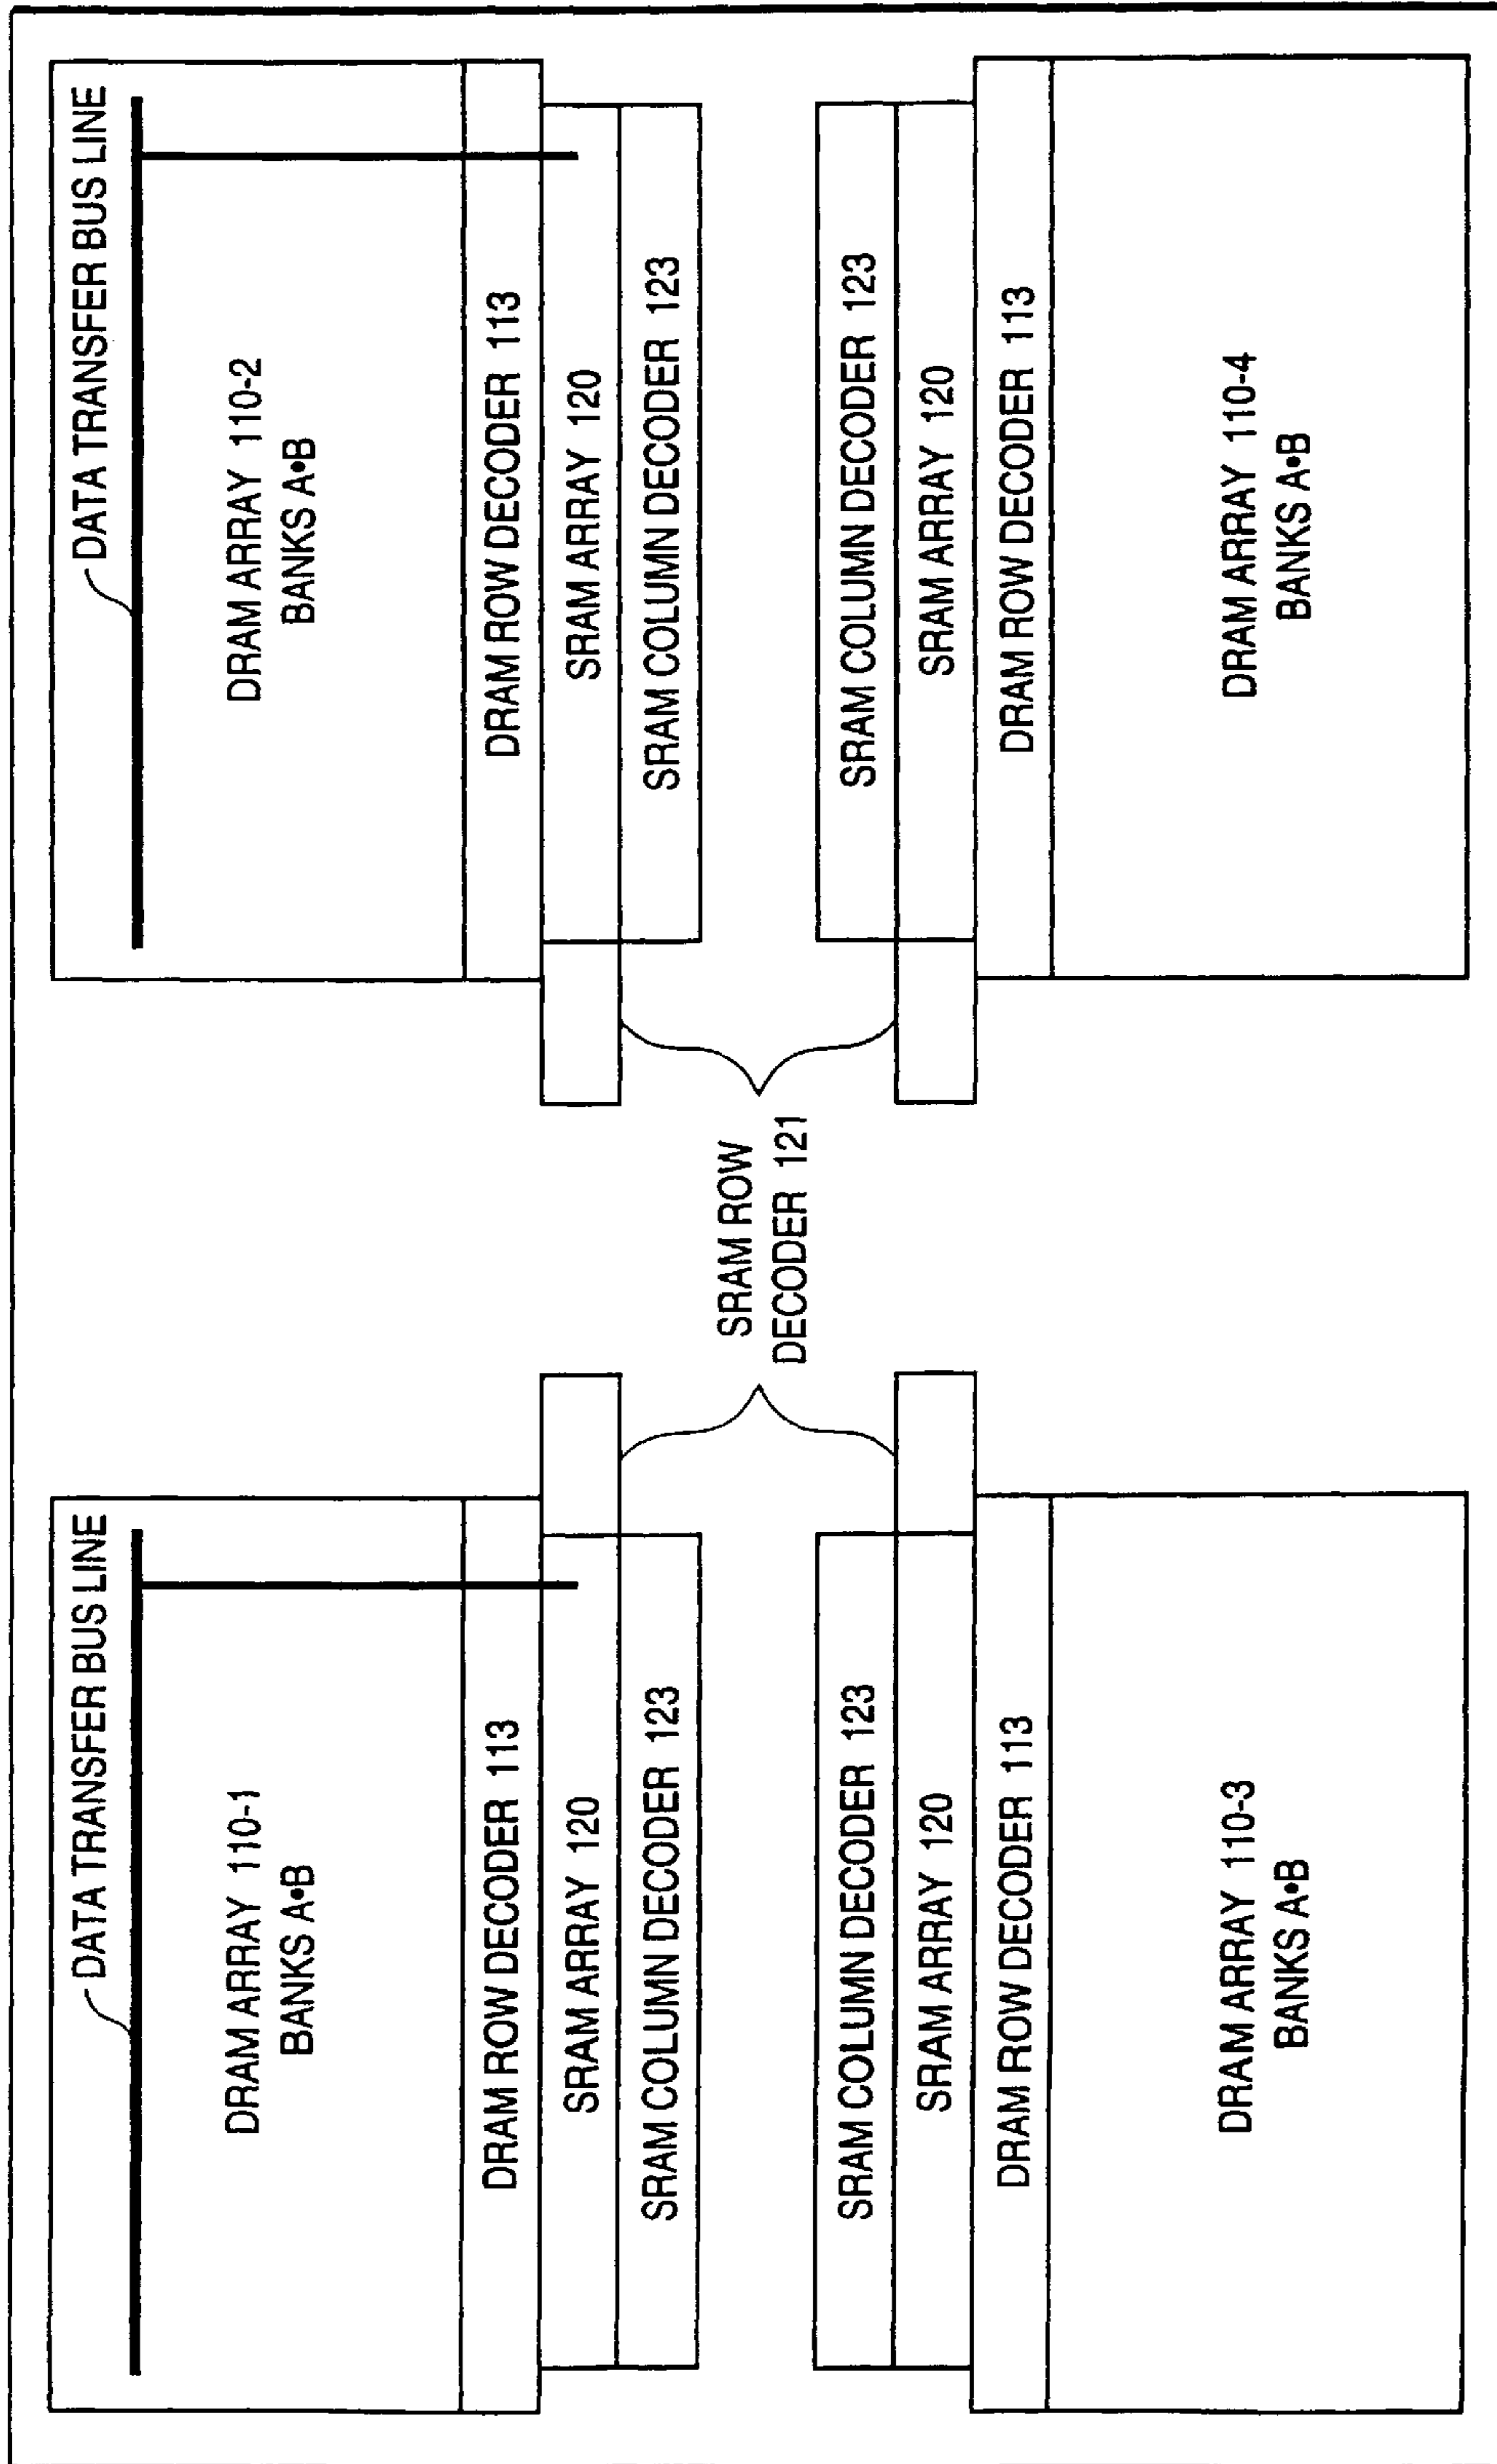 DATA TRANSFER BUS LINE
DRAM ARRAY 110-1
BANKS A•B
DRAM ROW DECODER 113
SRAM ARRAY 120
SRAM COLUMN DECODER 123
DATA TRANSFER BUS LINE
DRAM ARRAY 110-2
BANKS A•B
DRAM ROW DECODER 113
SRAM ARRAY 120
SRAM COLUMN DECODER 123
SRAM ROW
DECODER 121
SRAM COLUMN DECODER 123
SRAM ARRAY 120
DRAM ROW DECODER 113
DRAM ARRAY 110-3
BANKS A•B
SRAM COLUMN DECODER 123
SRAM ARRAY 120
DRAM ROW DECODER 113
DRAM ARRAY 110-4
BANKS A•B